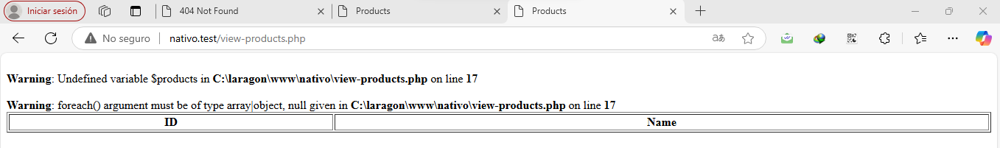 Iniciar sesión 404 Not Found Products Products
No seguro nativo.test/view-products.php aあ
Warning: Undefined variable $products in C:\laragon\www\nativo\view-products.php on line 17
Warning: foreach() argument must be of type array|object, null given in C:\laragon\www\nativo\view-products.php on line 17
ID Name